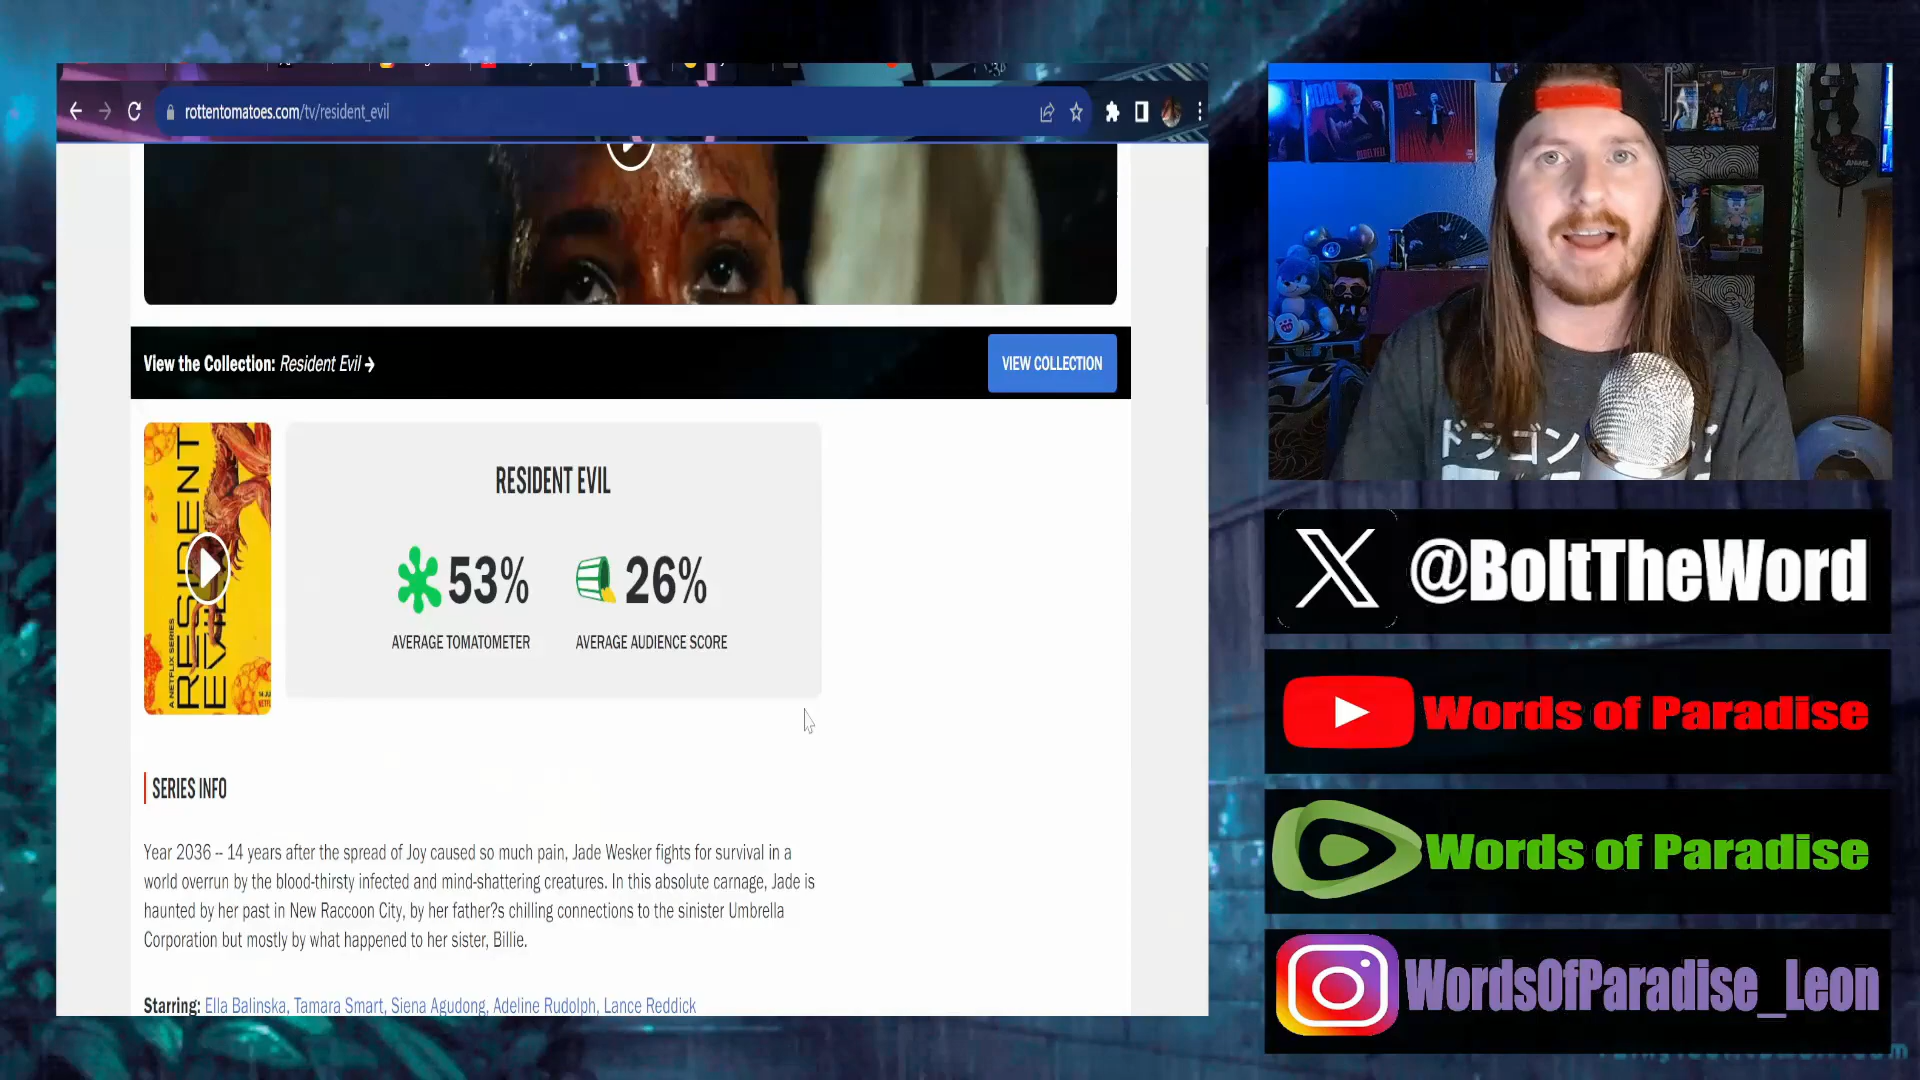 rottentomatoes.com/tv/resident_evil
View the Collection: Resident Evil →
VIEW COLLECTION
A NETFLIX SERIES
RESIDENT
EVIL
RESIDENT EVIL
53%
26%
AVERAGE TOMATOMETER
AVERAGE AUDIENCE SCORE
SERIES INFO
Year 2036 – 14 years after the spread of Joy caused so much pain, Jade Wesker fights for survival in a
world overrun by the blood-thirsty infected and mind-shattering creatures. In this absolute carnage, Jade is
haunted by her past in New Raccoon City, by her father?s chilling connections to the sinister Umbrella
Corporation but mostly by what happened to her sister, Billie.
Starring: Ella Balinska, Tamara Smart, Siena Agudong, Adeline Rudolph, Lance Reddick
IDOL
ドラゴン
@BoltTheWord
Words of Paradise
Words of Paradise
WordsOfParadise_Leon